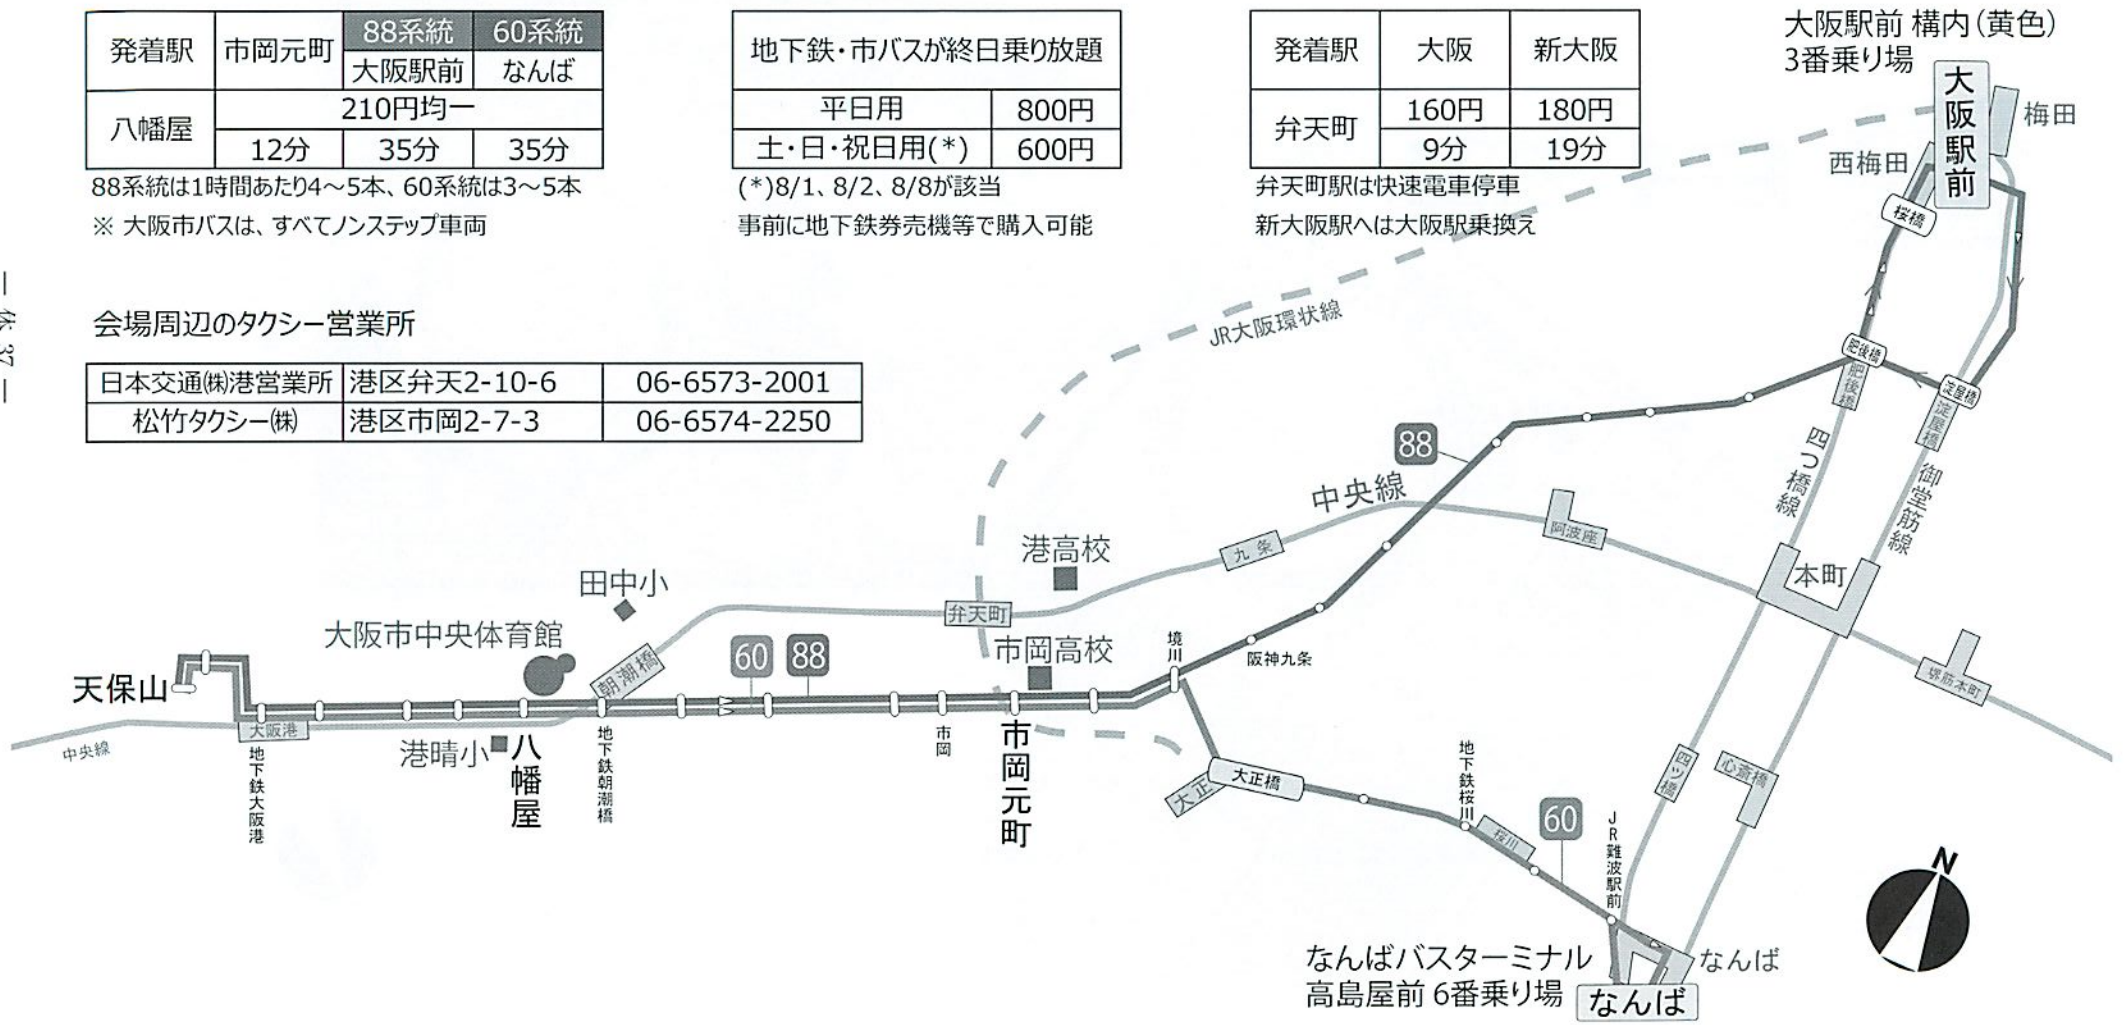 発着駅 市岡元町 88系統 60系統
大阪駅前 なんば
八幡屋 210円均一
12分 35分 35分
88系統は1時間あたり4～5本、60系統は3～5本
※ 大阪市バスは、すべてノンステップ車両
地下鉄・市バスが終日乗り放題
平日用 800円
土・日・祝日用(*) 600円
(*)8/1、8/2、8/8が該当
事前に地下鉄券売機等で購入可能
発着駅 大阪 新大阪
弁天町 160円 180円
9分 19分
弁天町駅は快速電車停車
新大阪駅へは大阪駅乗換え
大阪駅前 構内（黄色）
3番乗り場
大阪駅前
梅田
西梅田
桜橋
会場周辺のタクシー営業所
日本交通㈱港営業所 港区弁天2-10-6 06-6573-2001
松竹タクシー㈱ 港区市岡2-7-3 06-6574-2250
― 体 37 ―
JR大阪環状線
肥後橋
肥後橋
淀屋橋
淀屋橋
四つ橋線
御堂筋線
88
中央線
阿波座
九条
本町
堺筋本町
港高校
弁天町
市岡高校
田中小
大阪市中央体育館
朝潮橋
60
88
境川
阪神九条
天保山
中央線
大阪港
地下鉄大阪港
港晴小
八幡屋
地下鉄朝潮橋
市岡
市岡元町
大正
大正橋
地下鉄桜川
桜川
60
JR難波駅前
四ツ橋
心斎橋
なんばバスターミナル
高島屋前 6番乗り場
なんば
なんば
N